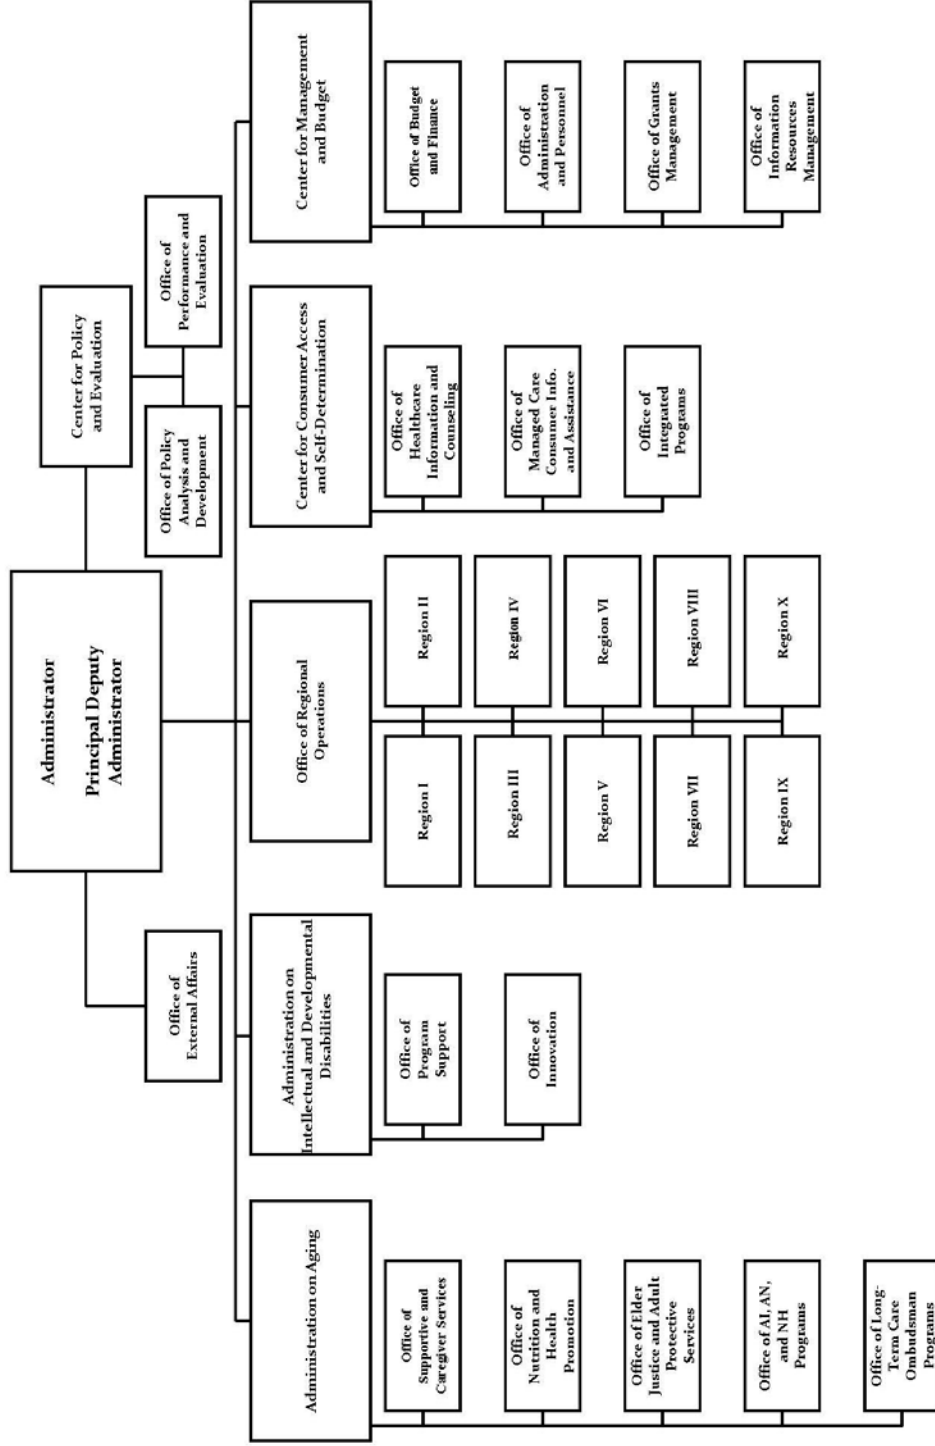 Administrator
Principal Deputy
Administrator
Office of
External Affairs
Center for Policy
and Evaluation
Office of Policy
Analysis and
Development
Office of
Performance and
Evaluation
Administration on Aging
Office of
Supportive and
Caregiver Services
Office of
Nutrition and
Health
Promotion
Office of Elder
Justice and Adult
Protective
Services
Office of AI, AN,
and NH
Programs
Office of Long-
Term Care
Ombudsman
Programs
Administration on
Intellectual and Developmental
Disabilities
Office of
Program
Support
Office of
Innovation
Office of Regional
Operations
Region I
Region II
Region III
Region IV
Region V
Region VI
Region VII
Region VIII
Region IX
Region X
Center for Consumer Access
and Self-Determination
Office of
Healthcare
Information and
Counseling
Office of
Managed Care
Consumer Info.
and Assistance
Office of
Integrated
Programs
Center for Management
and Budget
Office of Budget
and Finance
Office of
Administration
and Personnel
Office of Grants
Management
Office of
Information
Resources
Management